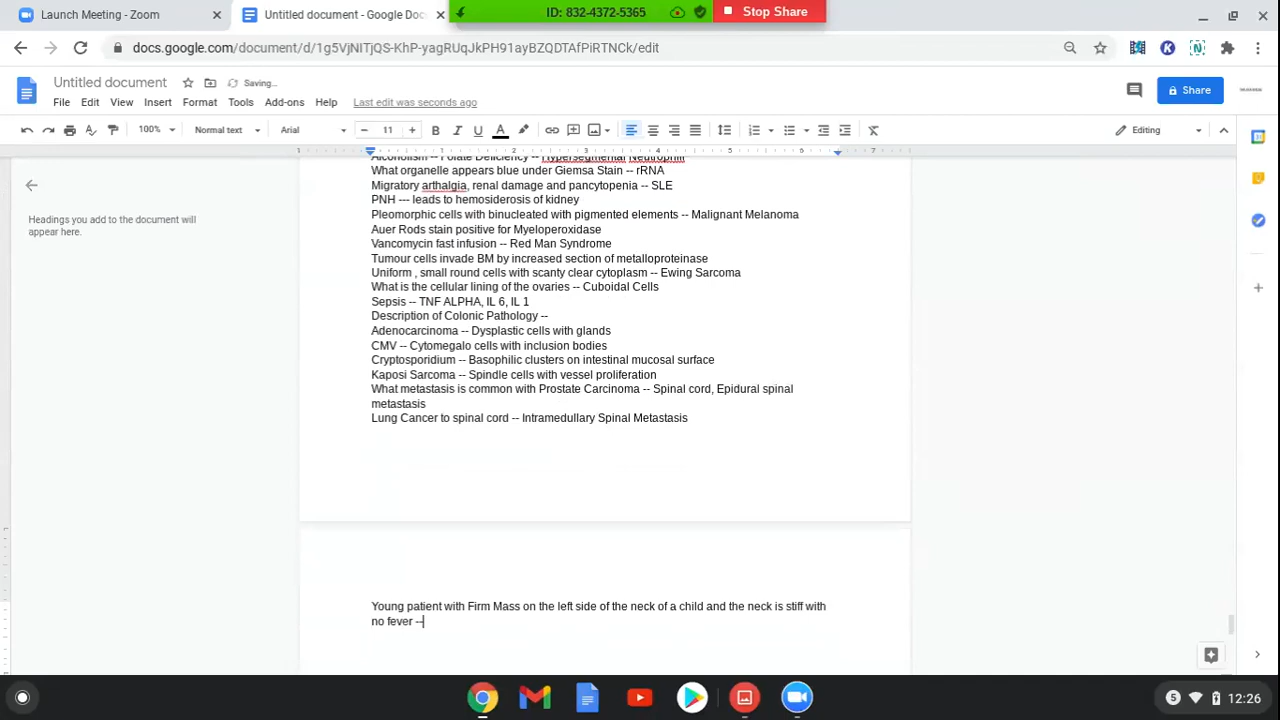 Launch Meeting - Zoom
Untitled document - Google Doc
ID: 832-4372-5365
Stop Share
docs.google.com/document/d/1g5VjNITjQS-KhP-yagRUqJkPH91ayBZQDTAfPiRTNCk/edit
Untitled document
Saving...
File Edit View Insert Format Tools Add-ons Help Last edit was seconds ago
Share
100% Normal text Arial 11 Editing
Headings you add to the document will
appear here.
Alcoholism -- Folate Deficiency -- Hypersegmental Neutrophil
What organelle appears blue under Giemsa Stain -- rRNA
Migratory arthalgia, renal damage and pancytopenia -- SLE
PNH --- leads to hemosiderosis of kidney
Pleomorphic cells with binucleated with pigmented elements -- Malignant Melanoma
Auer Rods stain positive for Myeloperoxidase
Vancomycin fast infusion -- Red Man Syndrome
Tumour cells invade BM by increased section of metalloproteinase
Uniform , small round cells with scanty clear cytoplasm -- Ewing Sarcoma
What is the cellular lining of the ovaries -- Cuboidal Cells
Sepsis -- TNF ALPHA, IL 6, IL 1
Description of Colonic Pathology --
Adenocarcinoma -- Dysplastic cells with glands
CMV -- Cytomegalo cells with inclusion bodies
Cryptosporidium -- Basophilic clusters on intestinal mucosal surface
Kaposi Sarcoma -- Spindle cells with vessel proliferation
What metastasis is common with Prostate Carcinoma -- Spinal cord, Epidural spinal
metastasis
Lung Cancer to spinal cord -- Intramedullary Spinal Metastasis
Young patient with Firm Mass on the left side of the neck of a child and the neck is stiff with
no fever --
5 12:26